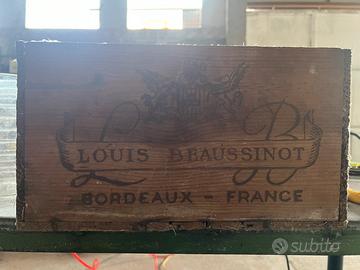 L B
LOUIS BEAUSSINOT
BORDEAUX - FRANCE
subito